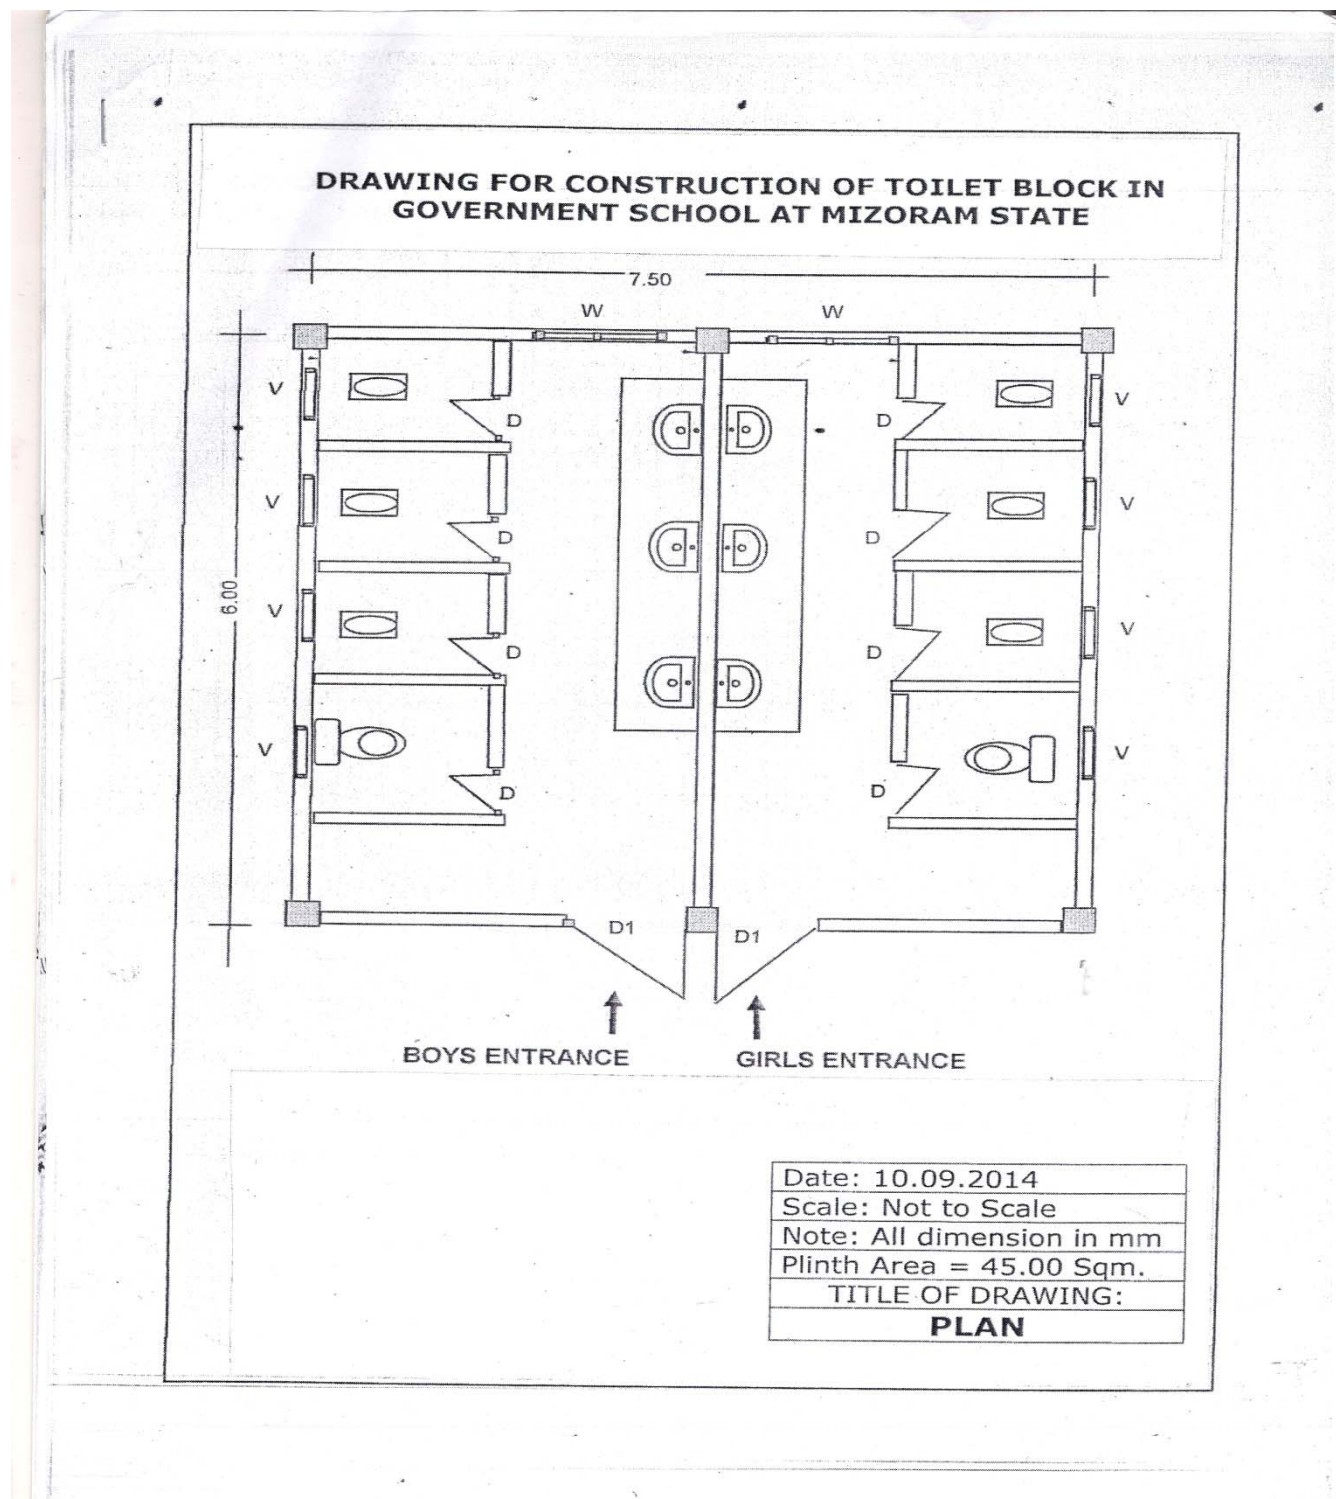 DRAWING FOR CONSTRUCTION OF TOILET BLOCK IN
GOVERNMENT SCHOOL AT MIZORAM STATE
7.50
W W
V D D V
V D D V
6.00
V D D V
V D D V
D1 D1
BOYS ENTRANCE GIRLS ENTRANCE
Date: 10.09.2014
Scale: Not to Scale
Note: All dimension in mm
Plinth Area = 45.00 Sqm.
TITLE OF DRAWING:
PLAN